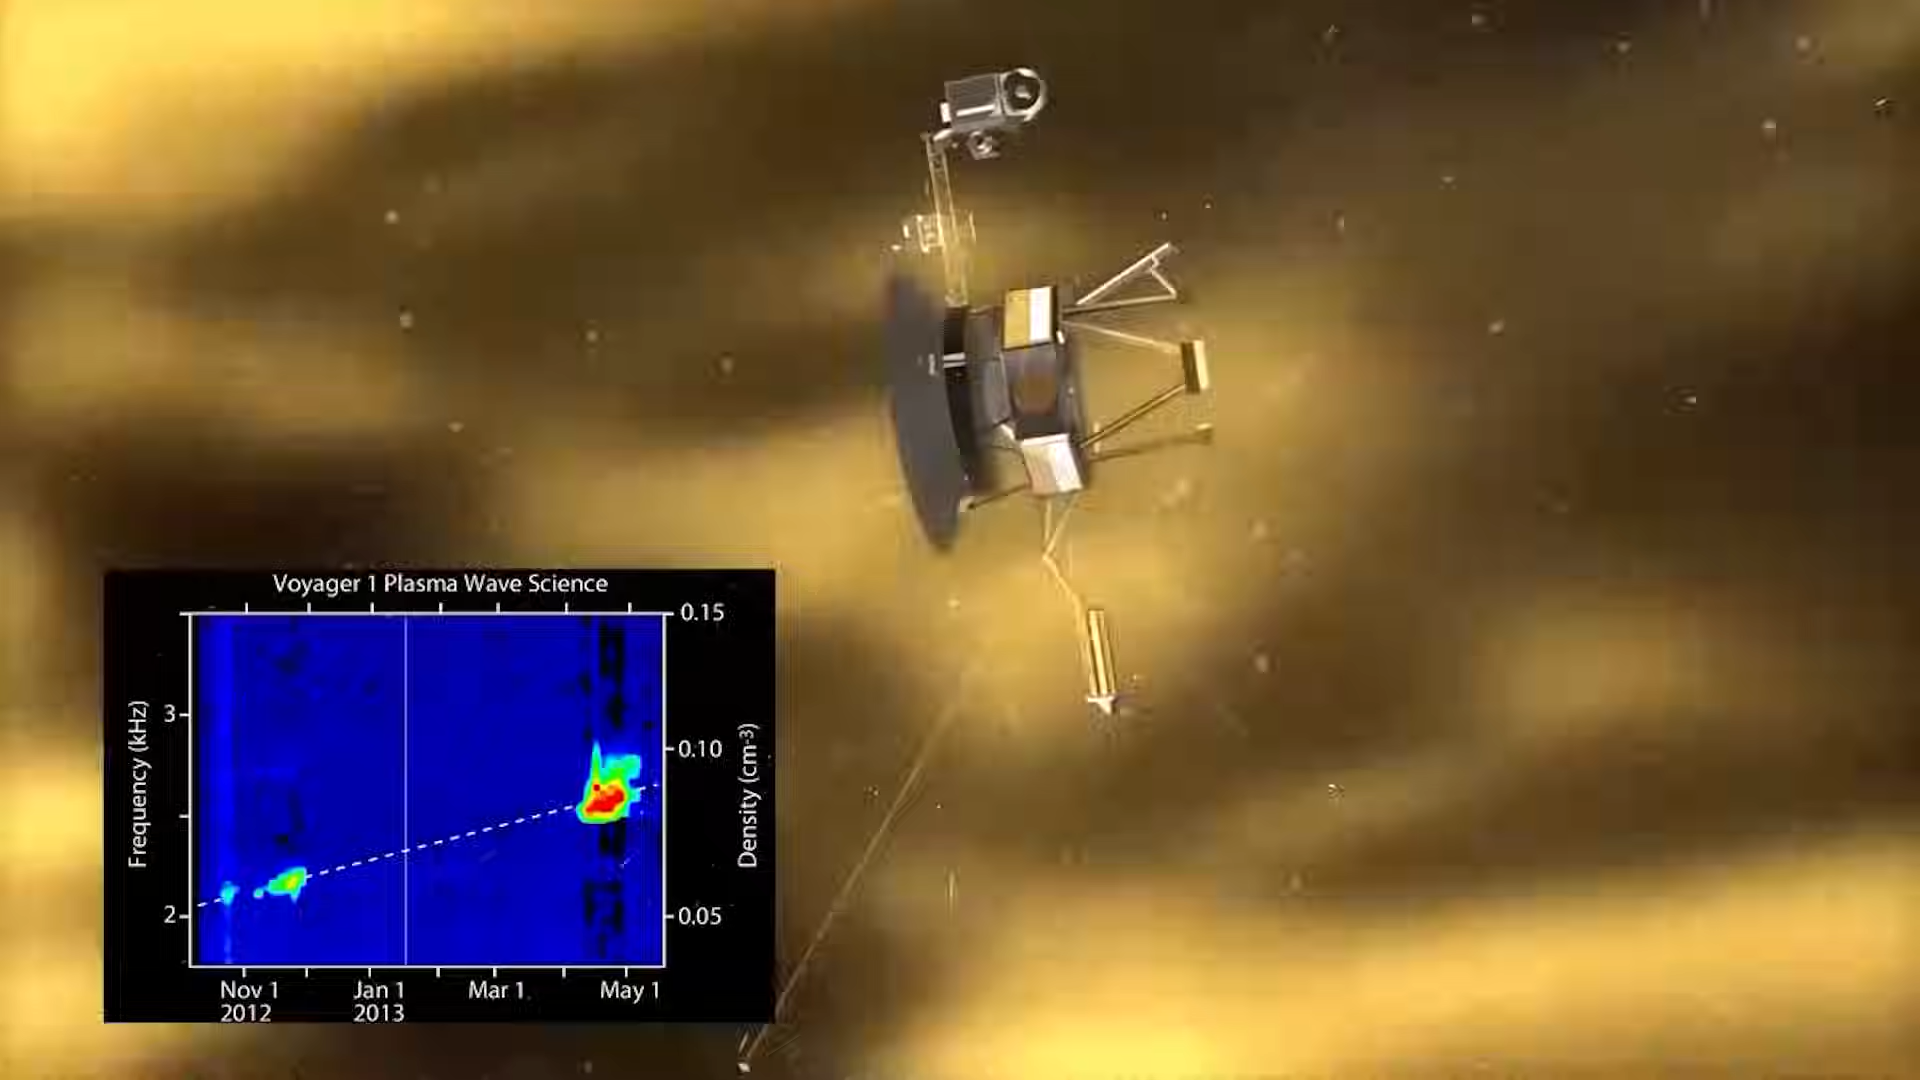 Voyager 1 Plasma Wave Science
0.15
3
0.10
Frequency (kHz)
Density (cm-3)
2
0.05
Nov 1 Jan 1 Mar 1 May 1
2012 2013